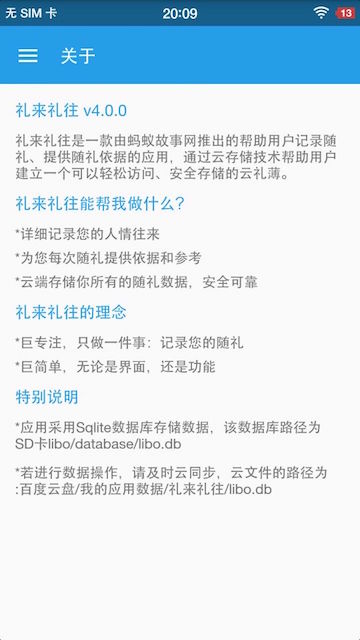 无 SIM 卡 20:09 13
关于
礼来礼往 v4.0.0
礼来礼往是一款由蚂蚁故事网推出的帮助用户记录随
礼、提供随礼依据的应用，通过云存储技术帮助用户
建立一个可以轻松访问、安全存储的云礼薄。
礼来礼往能帮我做什么？
*详细记录您的人情往来
*为您每次随礼提供依据和参考
*云端存储你所有的随礼数据，安全可靠
礼来礼往的理念
*巨专注，只做一件事：记录您的随礼
*巨简单，无论是界面，还是功能
特别说明
*应用采用Sqlite数据库存储数据，该数据库路径为
SD卡libo/database/libo.db
*若进行数据操作，请及时云同步，云文件的路径为
:百度云盘/我的应用数据/礼来礼往/libo.db